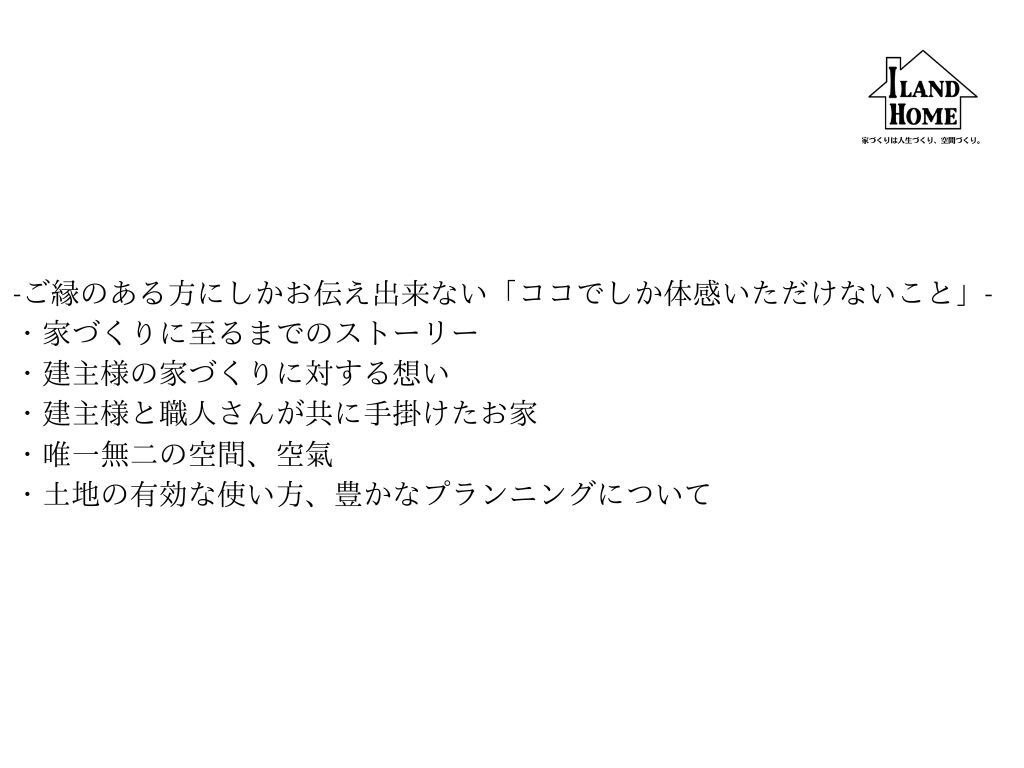 ILAND
HOME
家づくりは人生づくり、空間づくり。
-ご縁のある方にしかお伝え出来ない「ココでしか体感いただけないこと」-
・家づくりに至るまでのストーリー
・建主様の家づくりに対する想い
・建主様と職人さんが共に手掛けたお家
・唯一無二の空間、空氣
・土地の有効な使い方、豊かなプランニングについて